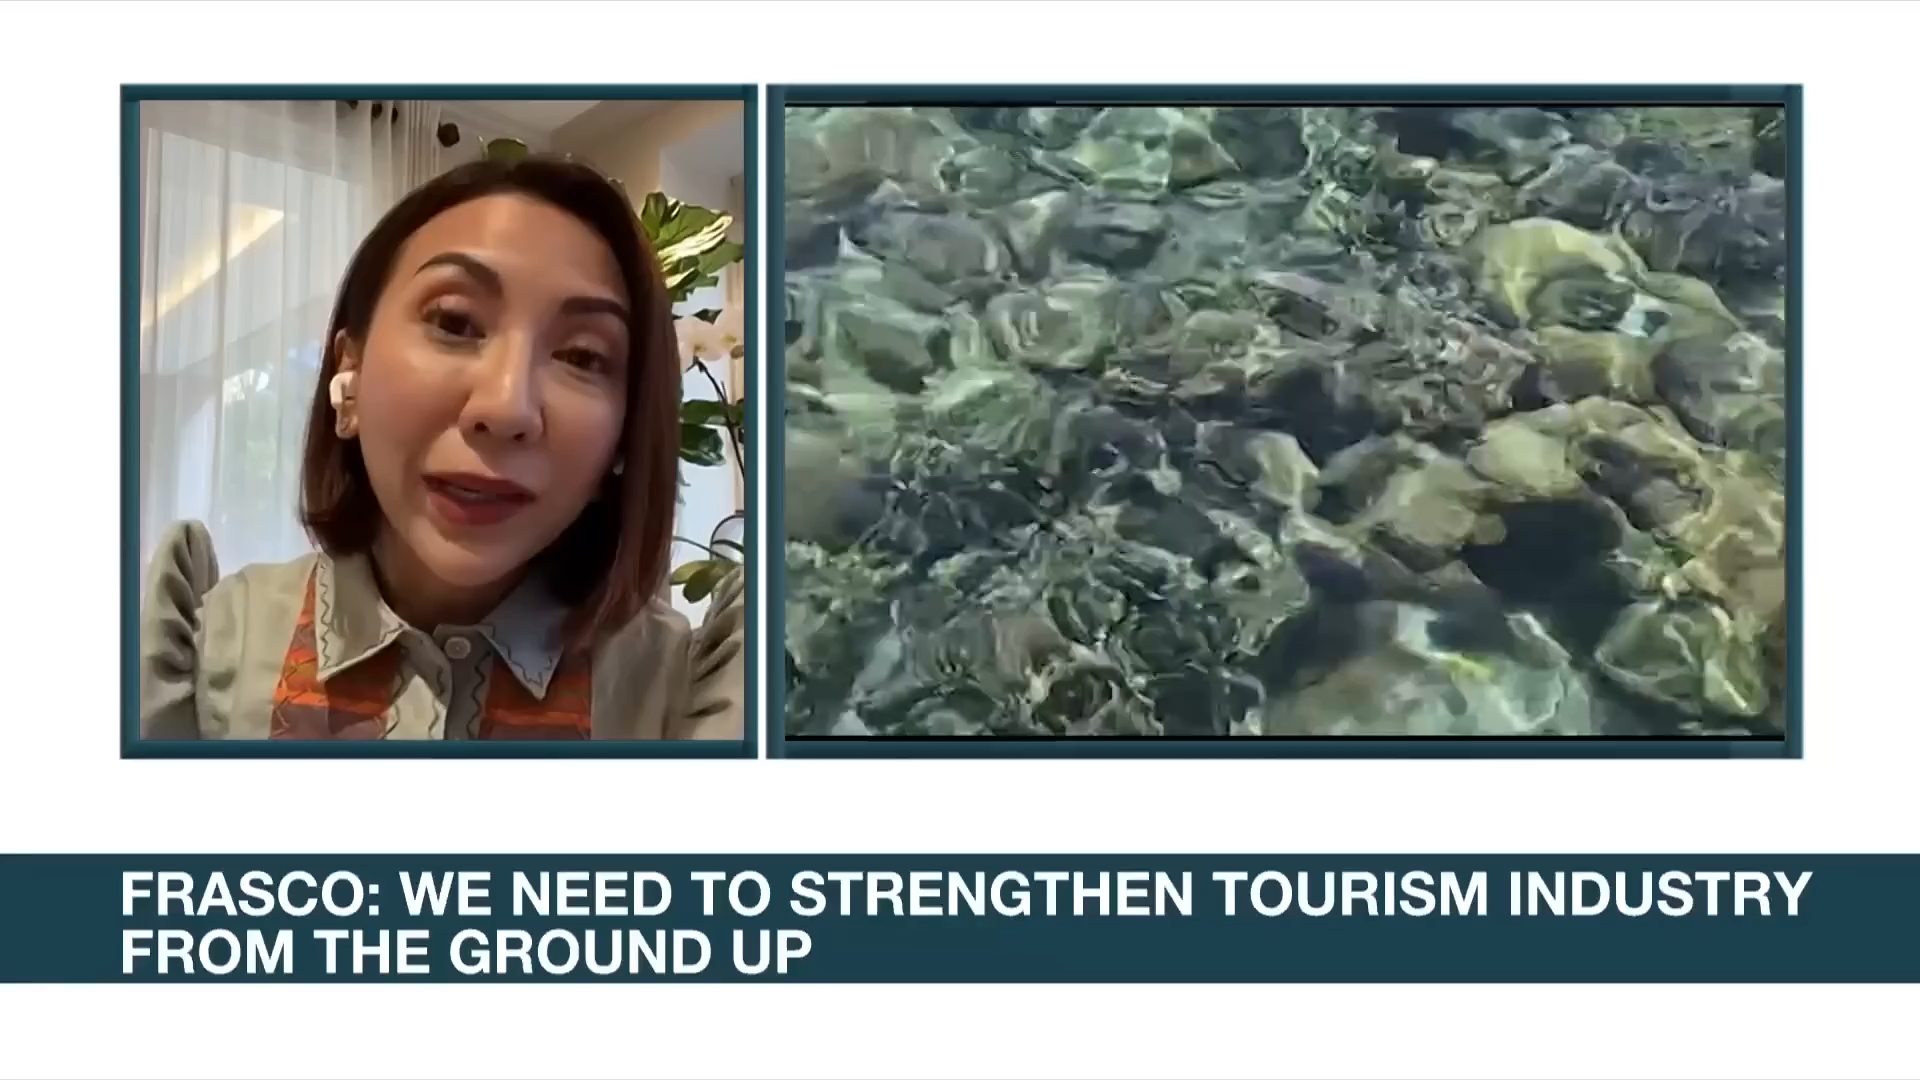 FRASCO: WE NEED TO STRENGTHEN TOURISM INDUSTRY
FROM THE GROUND UP